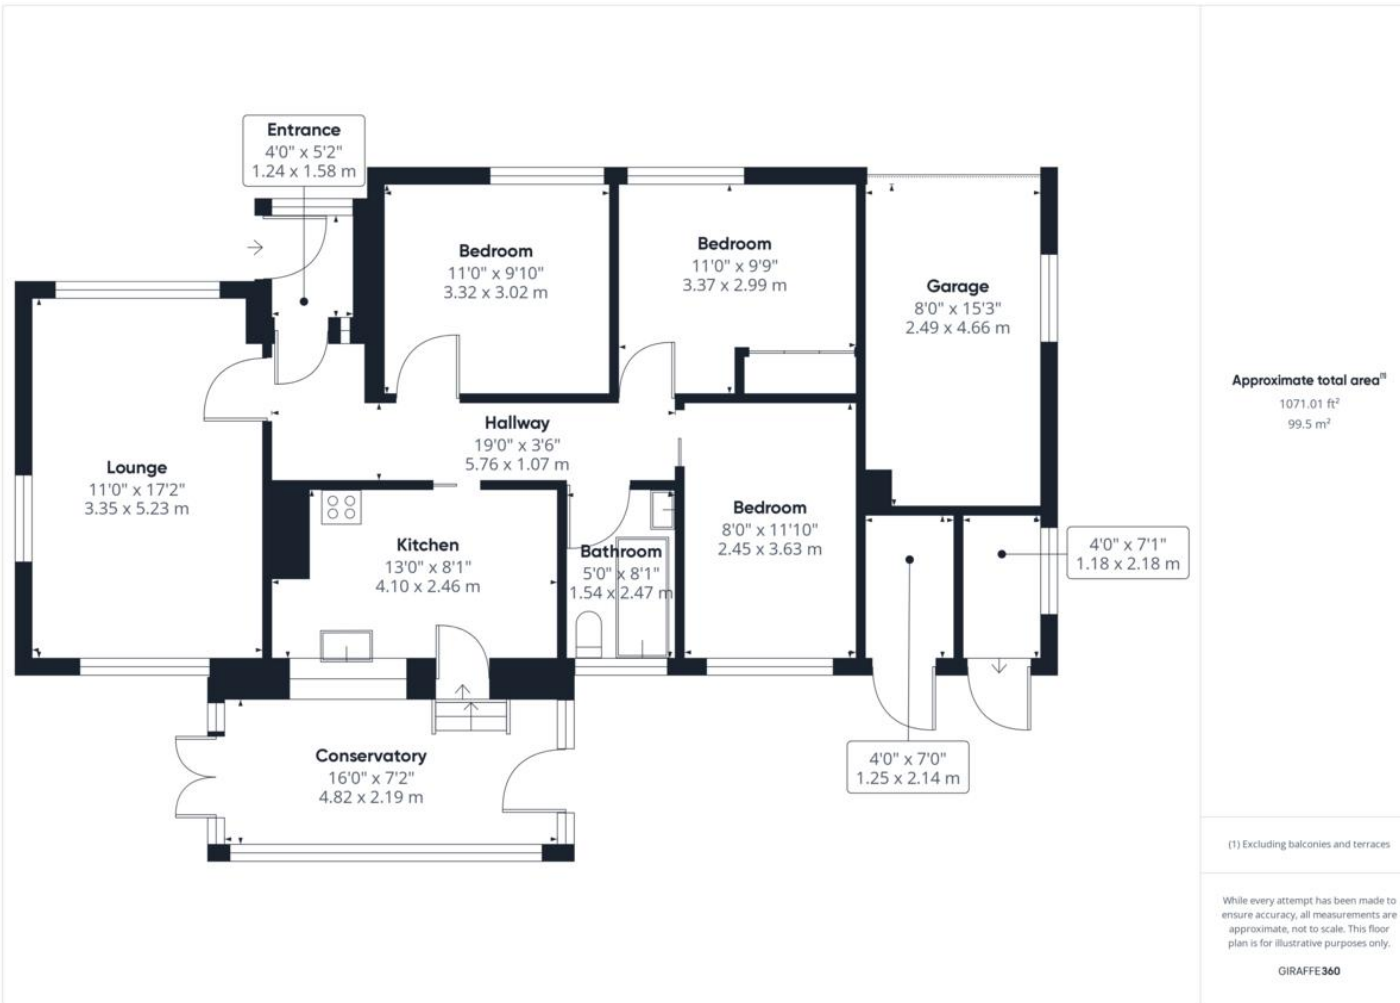 Entrance
4'0" x 5'2"
1.24 x 1.58 m
Bedroom
11'0" x 9'10"
3.32 x 3.02 m
Bedroom
11'0" x 9'9"
3.37 x 2.99 m
Garage
8'0" x 15'3"
2.49 x 4.66 m
Hallway
19'0" x 3'6"
5.76 x 1.07 m
Lounge
11'0" x 17'2"
3.35 x 5.23 m
Kitchen
13'0" x 8'1"
4.10 x 2.46 m
Bathroom
5'0" x 8'1"
1.54 x 2.47 m
Bedroom
8'0" x 11'10"
2.45 x 3.63 m
4'0" x 7'1"
1.18 x 2.18 m
4'0" x 7'0"
1.25 x 2.14 m
Conservatory
16'0" x 7'2"
4.82 x 2.19 m
Approximate total area(1)
1071.01 ft²
99.5 m²
(1) Excluding balconies and terraces
While every attempt has been made to
ensure accuracy, all measurements are
approximate, not to scale. This floor
plan is for illustrative purposes only.
GIRAFFE360